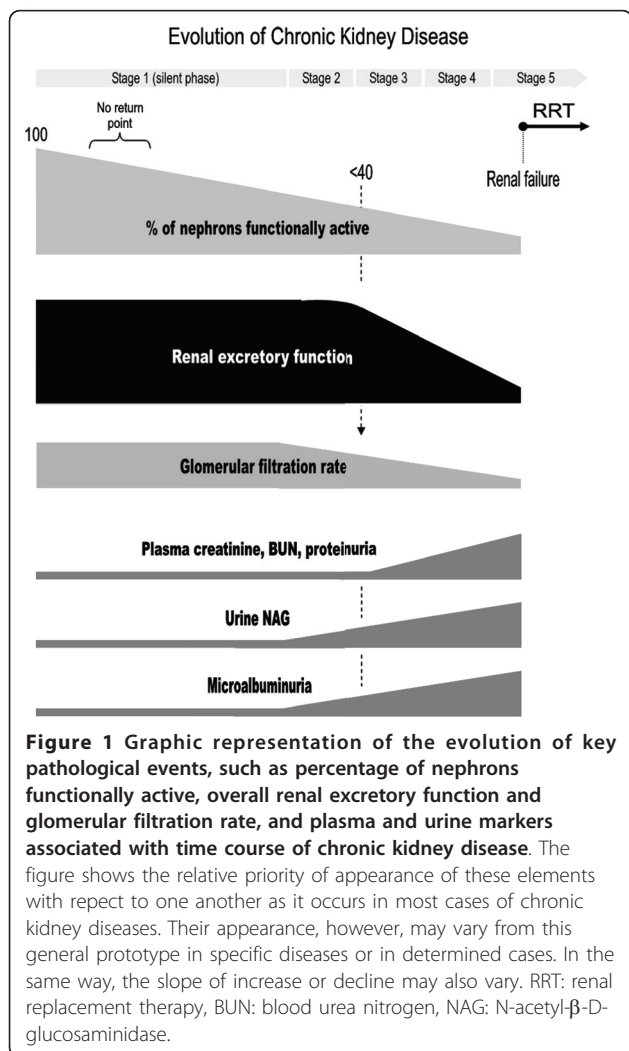 Evolution of Chronic Kidney Disease
Stage 1 (silent phase) Stage 2 Stage 3 Stage 4 Stage 5
No return
point
RRT
100
<40
Renal failure
% of nephrons functionally active
Renal excretory function
Glomerular filtration rate
Plasma creatinine, BUN, proteinuria
Urine NAG
Microalbuminuria
Figure 1 Graphic representation of the evolution of key
pathological events, such as percentage of nephrons
functionally active, overall renal excretory function and
glomerular filtration rate, and plasma and urine markers
associated with time course of chronic kidney disease. The
figure shows the relative priority of appearance of these elements
with repect to one another as it occurs in most cases of chronic
kidney diseases. Their appearance, however, may vary from this
general prototype in specific diseases or in determined cases. In the
same way, the slope of increase or decline may also vary. RRT: renal
replacement therapy, BUN: blood urea nitrogen, NAG: N-acetyl-β-D-
glucosaminidase.